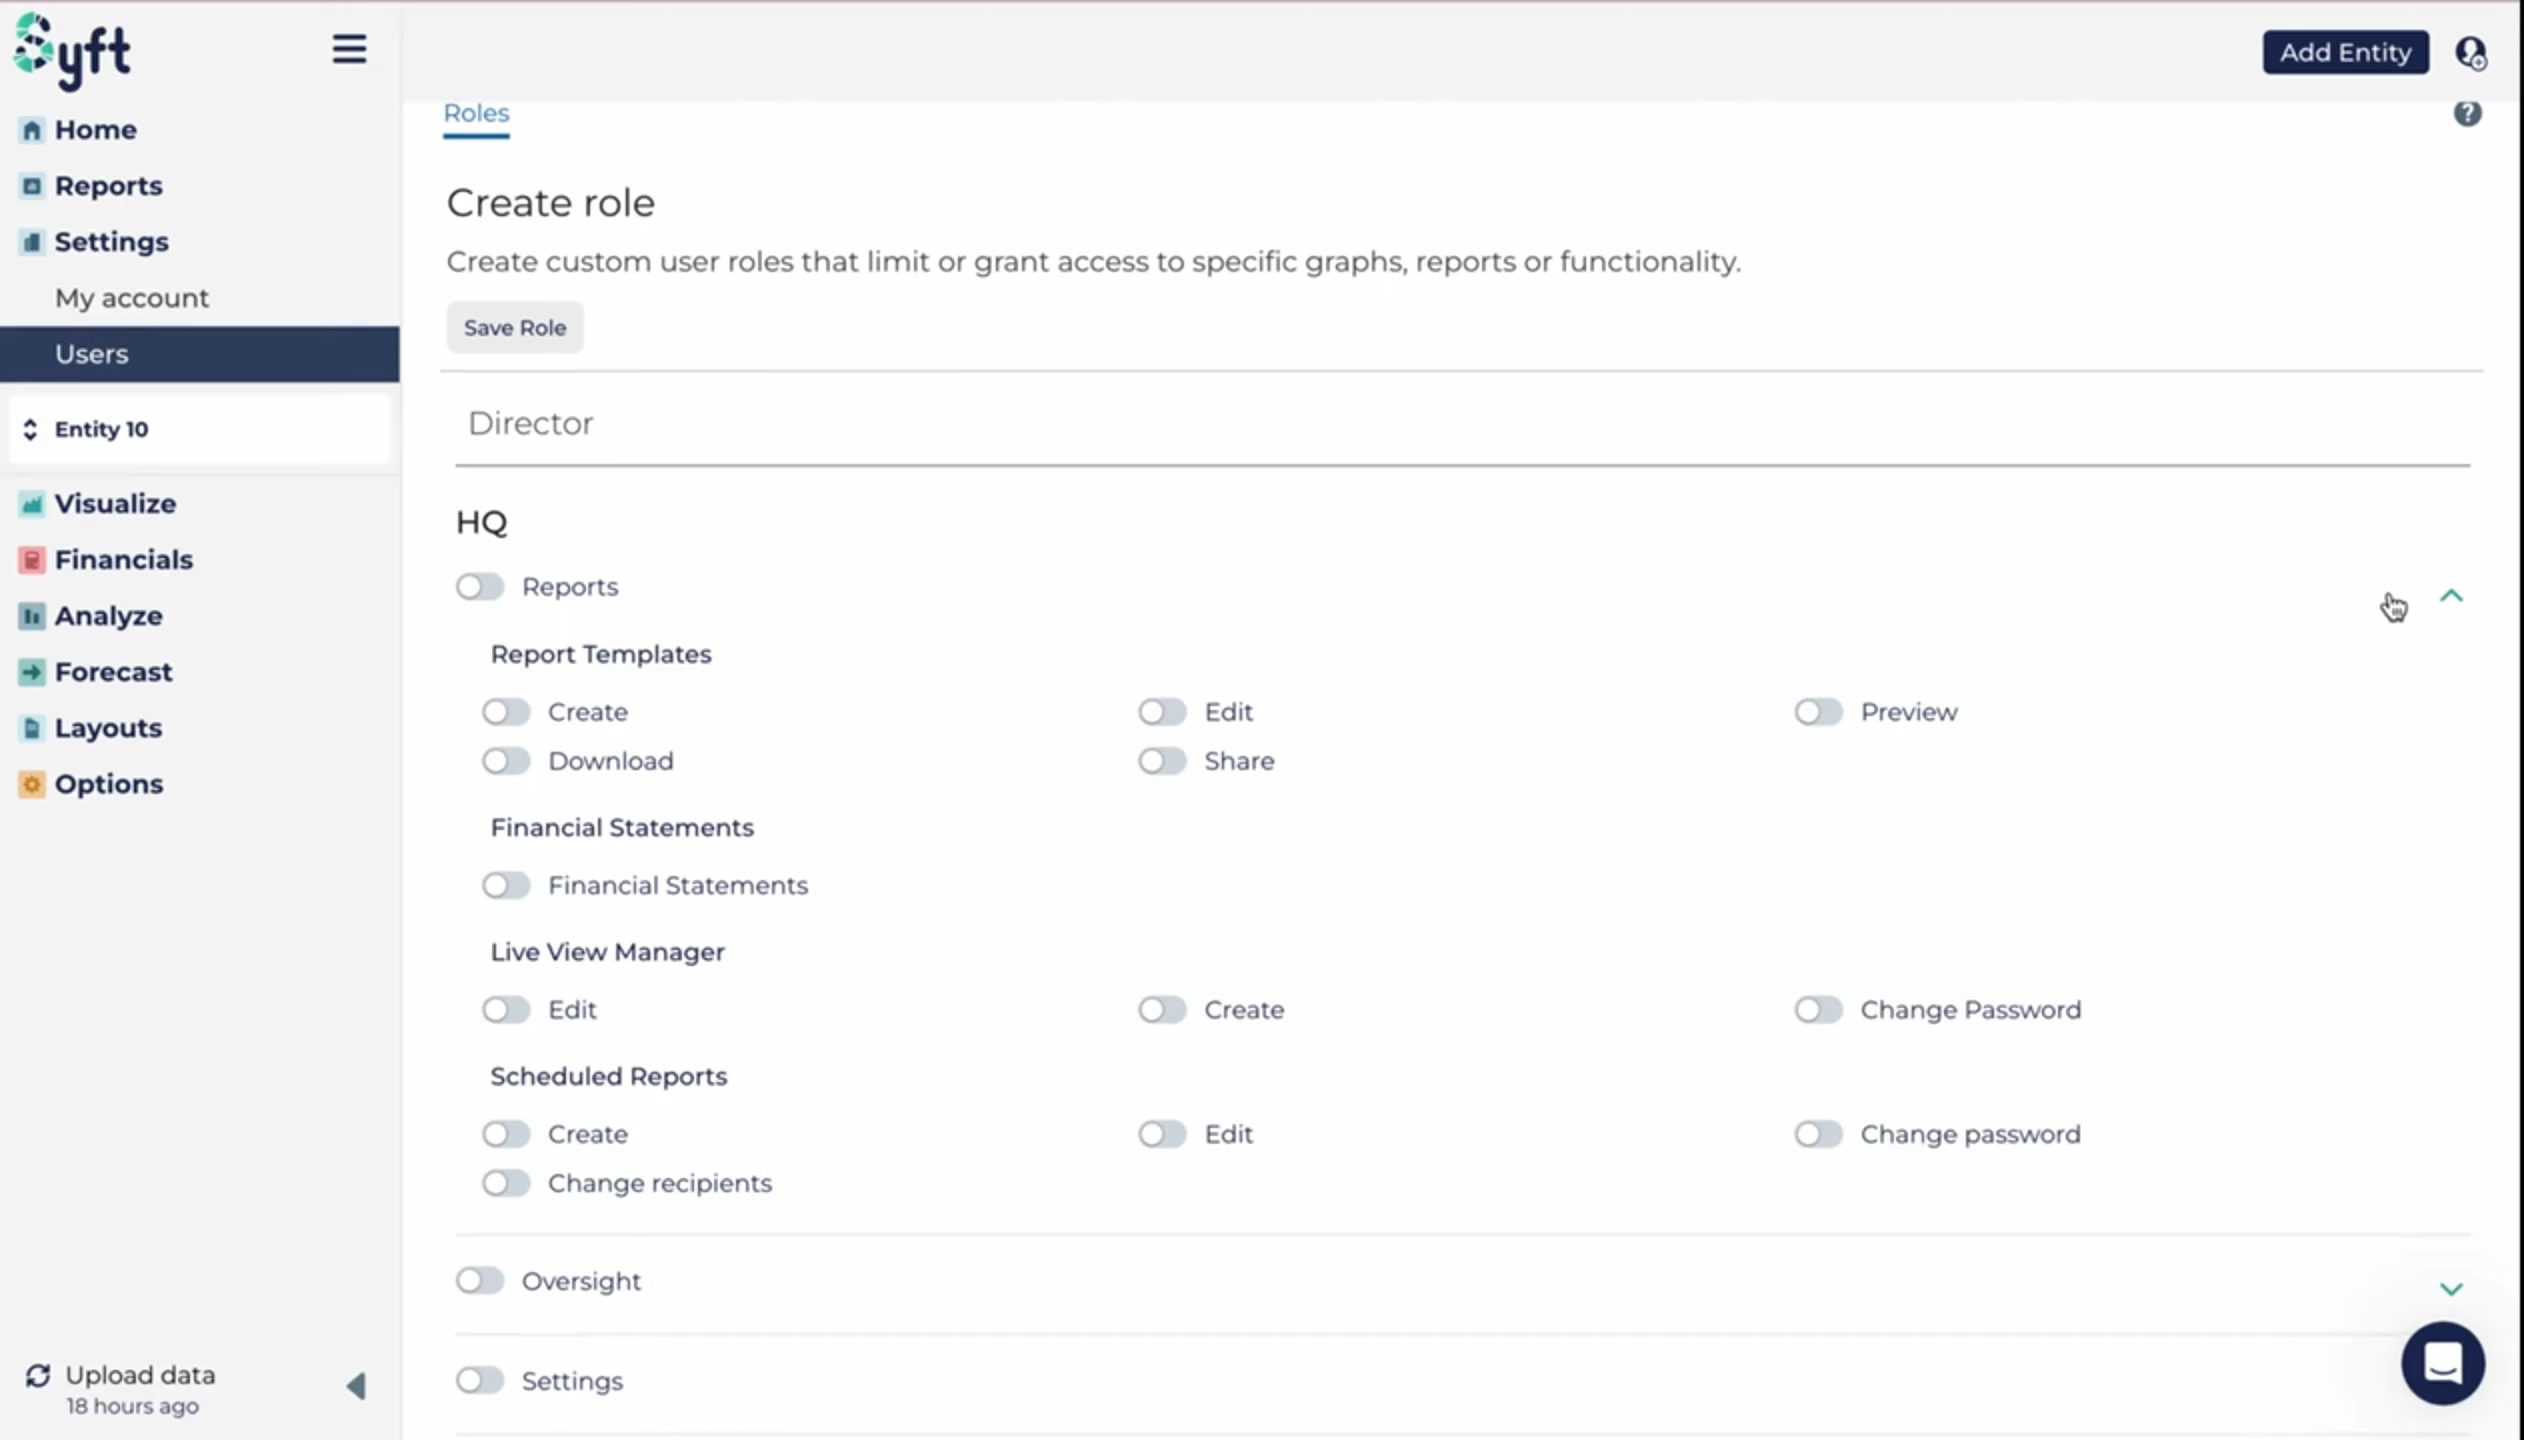 Syft
Add Entity
Home
Reports
Settings
My account
Users
Entity 10
Visualize
Financials
Analyze
Forecast
Layouts
Options
Upload data
18 hours ago
Roles
?
Create role
Create custom user roles that limit or grant access to specific graphs, reports or functionality.
Save Role
Director
HQ
Reports
Report Templates
Create Edit Preview
Download Share
Financial Statements
Financial Statements
Live View Manager
Edit Create Change Password
Scheduled Reports
Create Edit Change password
Change recipients
Oversight
Settings